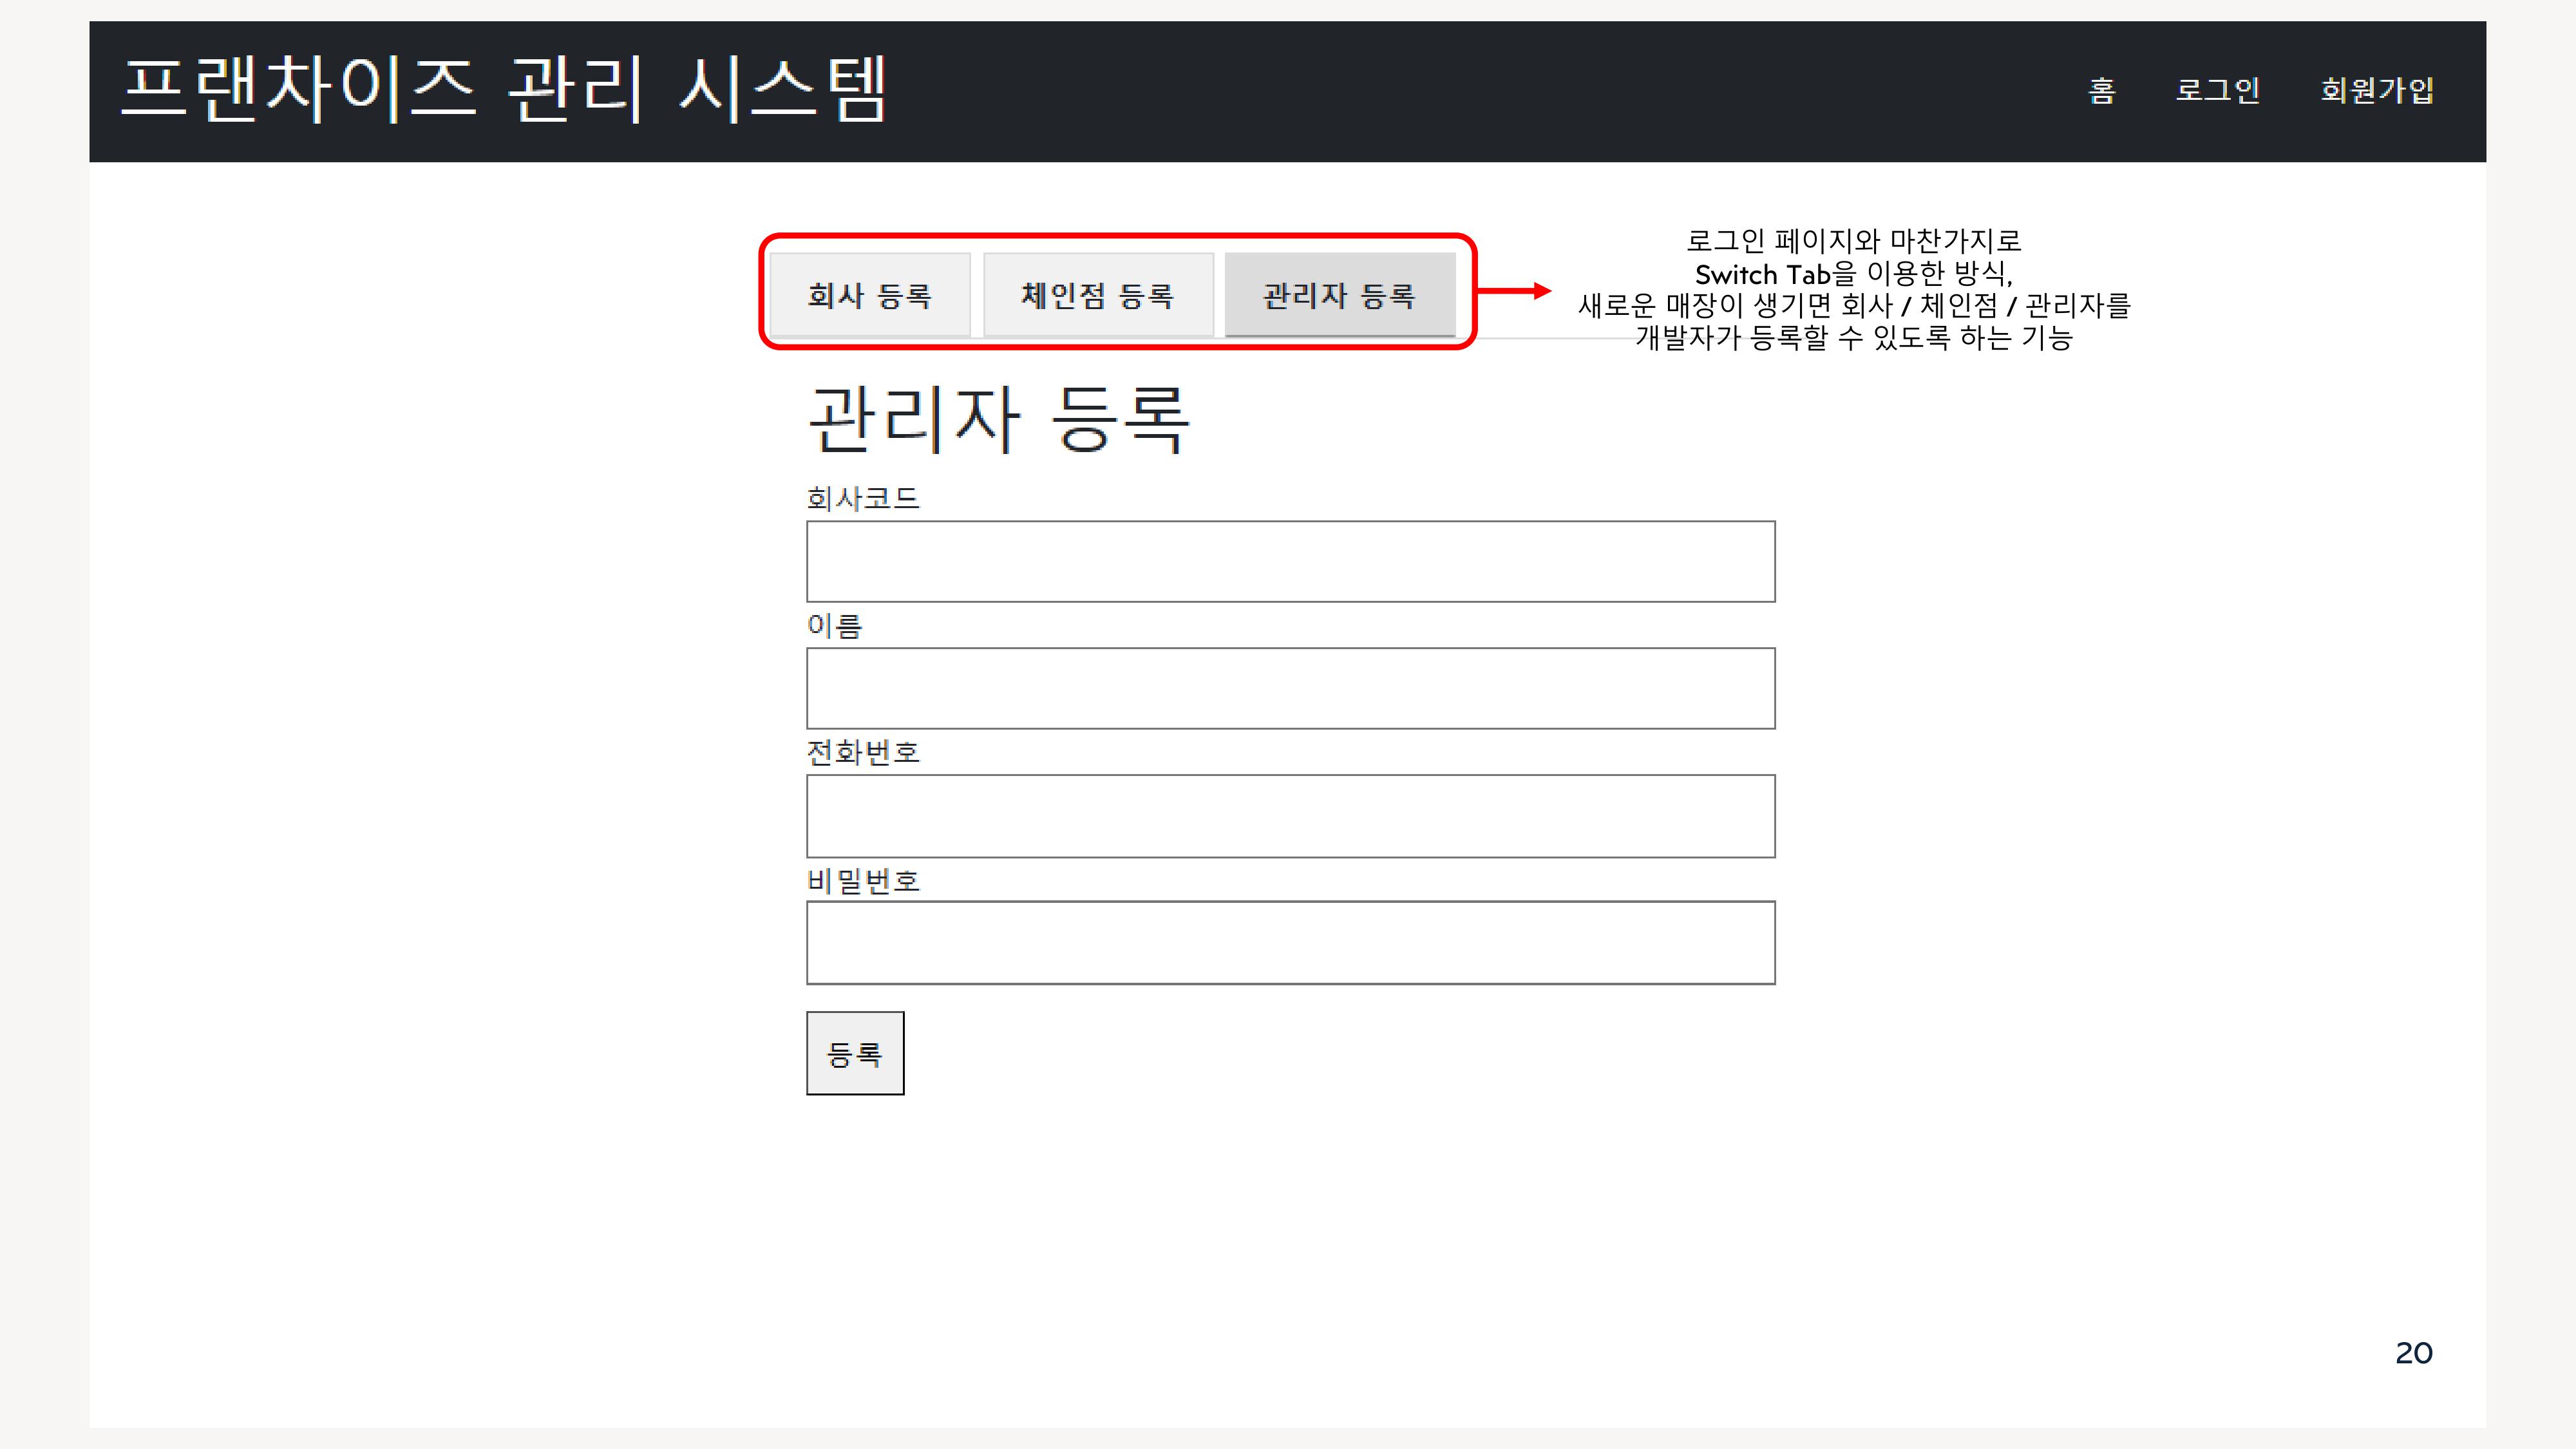 프랜차이즈 관리 시스템
홈 로그인 회원가입
회사 등록 체인점 등록 관리자 등록
로그인 페이지와 마찬가지로
Switch Tab을 이용한 방식,
새로운 매장이 생기면 회사 / 체인점 / 관리자를
개발자가 등록할 수 있도록 하는 기능
관리자 등록
회사코드
이름
전화번호
비밀번호
등록
20